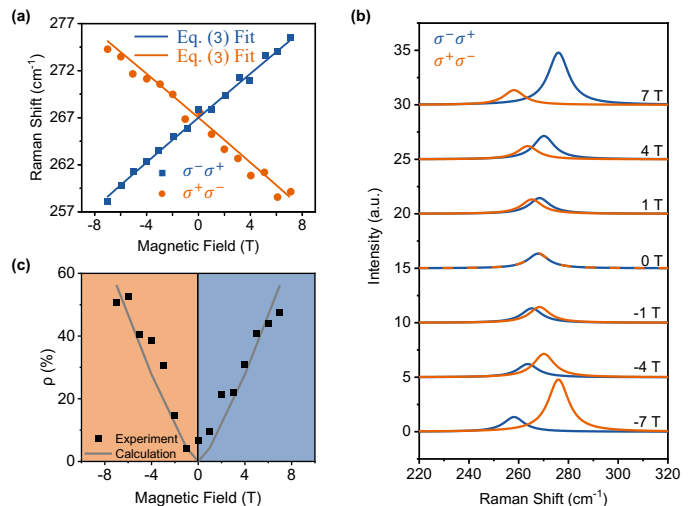 (a)
277
272
267
262
257
Raman Shift (cm⁻¹)
Eq. (3) Fit
Eq. (3) Fit
σ⁻σ⁺
σ⁺σ⁻
-8 -4 0 4 8
Magnetic Field (T)
(b)
σ⁻σ⁺
σ⁺σ⁻
35
30
25
20
15
10
5
0
Intensity (a.u.)
7 T
4 T
1 T
0 T
-1 T
-4 T
-7 T
220 240 260 280 300 320
Raman Shift (cm⁻¹)
(c)
60
40
20
0
ρ (%)
Experiment
Calculation
-8 -4 0 4 8
Magnetic Field (T)